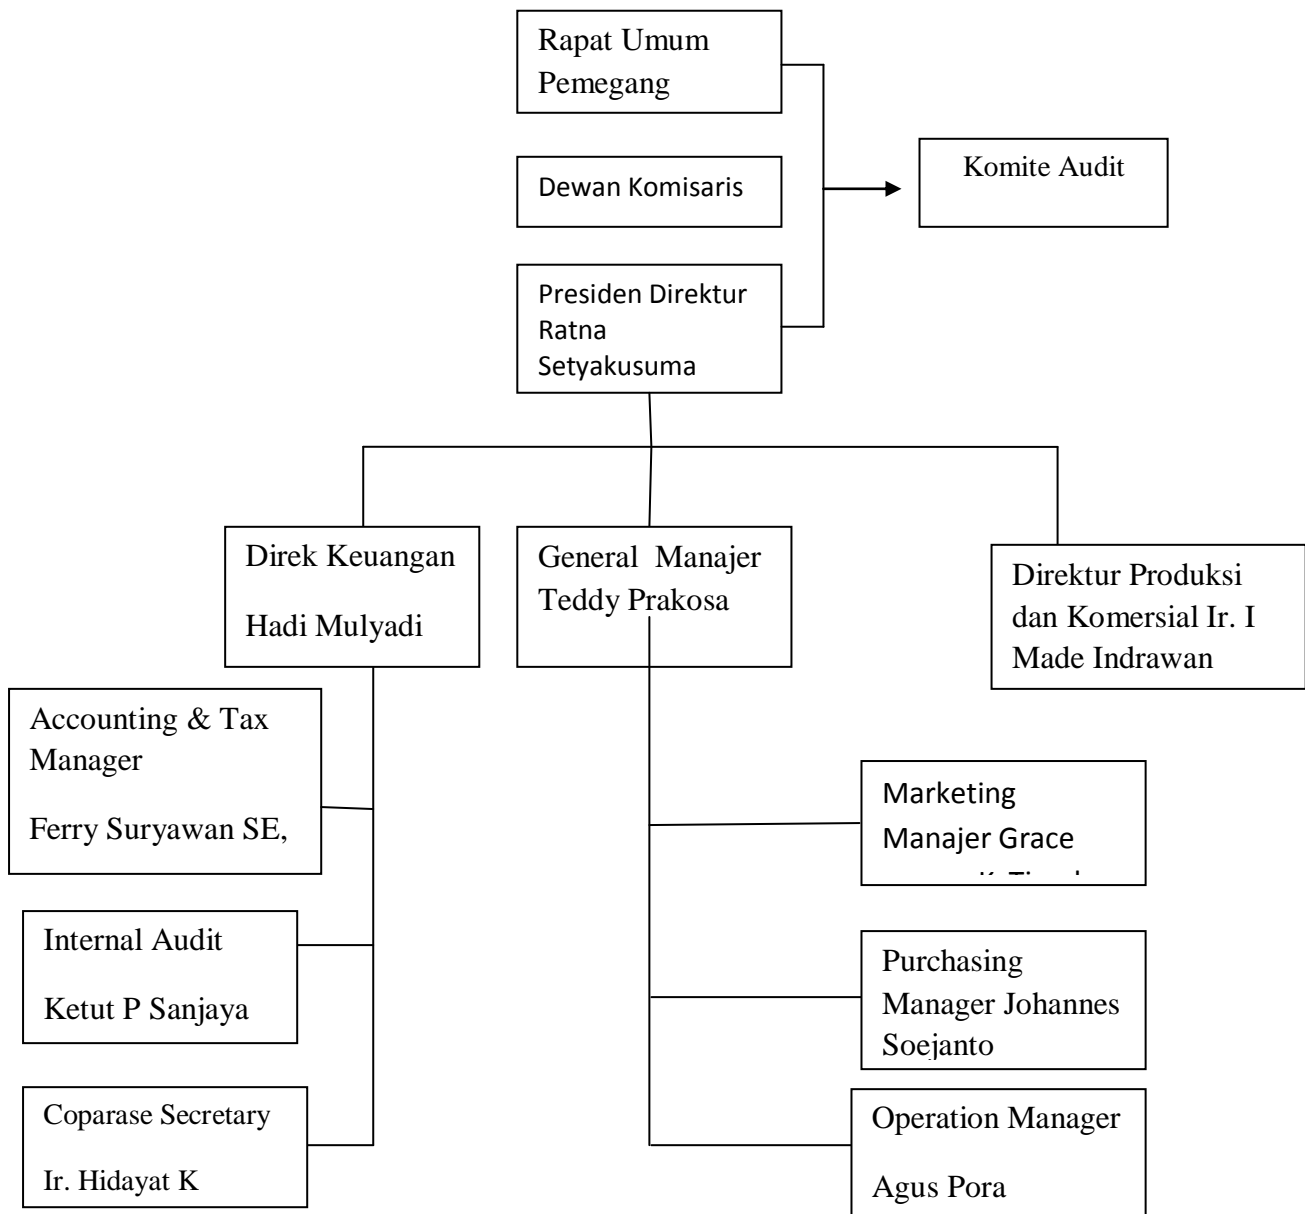 Rapat Umum
Pemegang
Komite Audit
Dewan Komisaris
Presiden Direktur
Ratna
Setyakusuma
Direk Keuangan
Hadi Mulyadi
General Manajer
Teddy Prakosa
Direktur Produksi
dan Komersial Ir. I
Made Indrawan
Accounting & Tax
Manager
Ferry Suryawan SE,
Marketing
Manajer Grace
Internal Audit
Ketut P Sanjaya
Purchasing
Manager Johannes
Soejanto
Coparase Secretary
Ir. Hidayat K
Operation Manager
Agus Pora